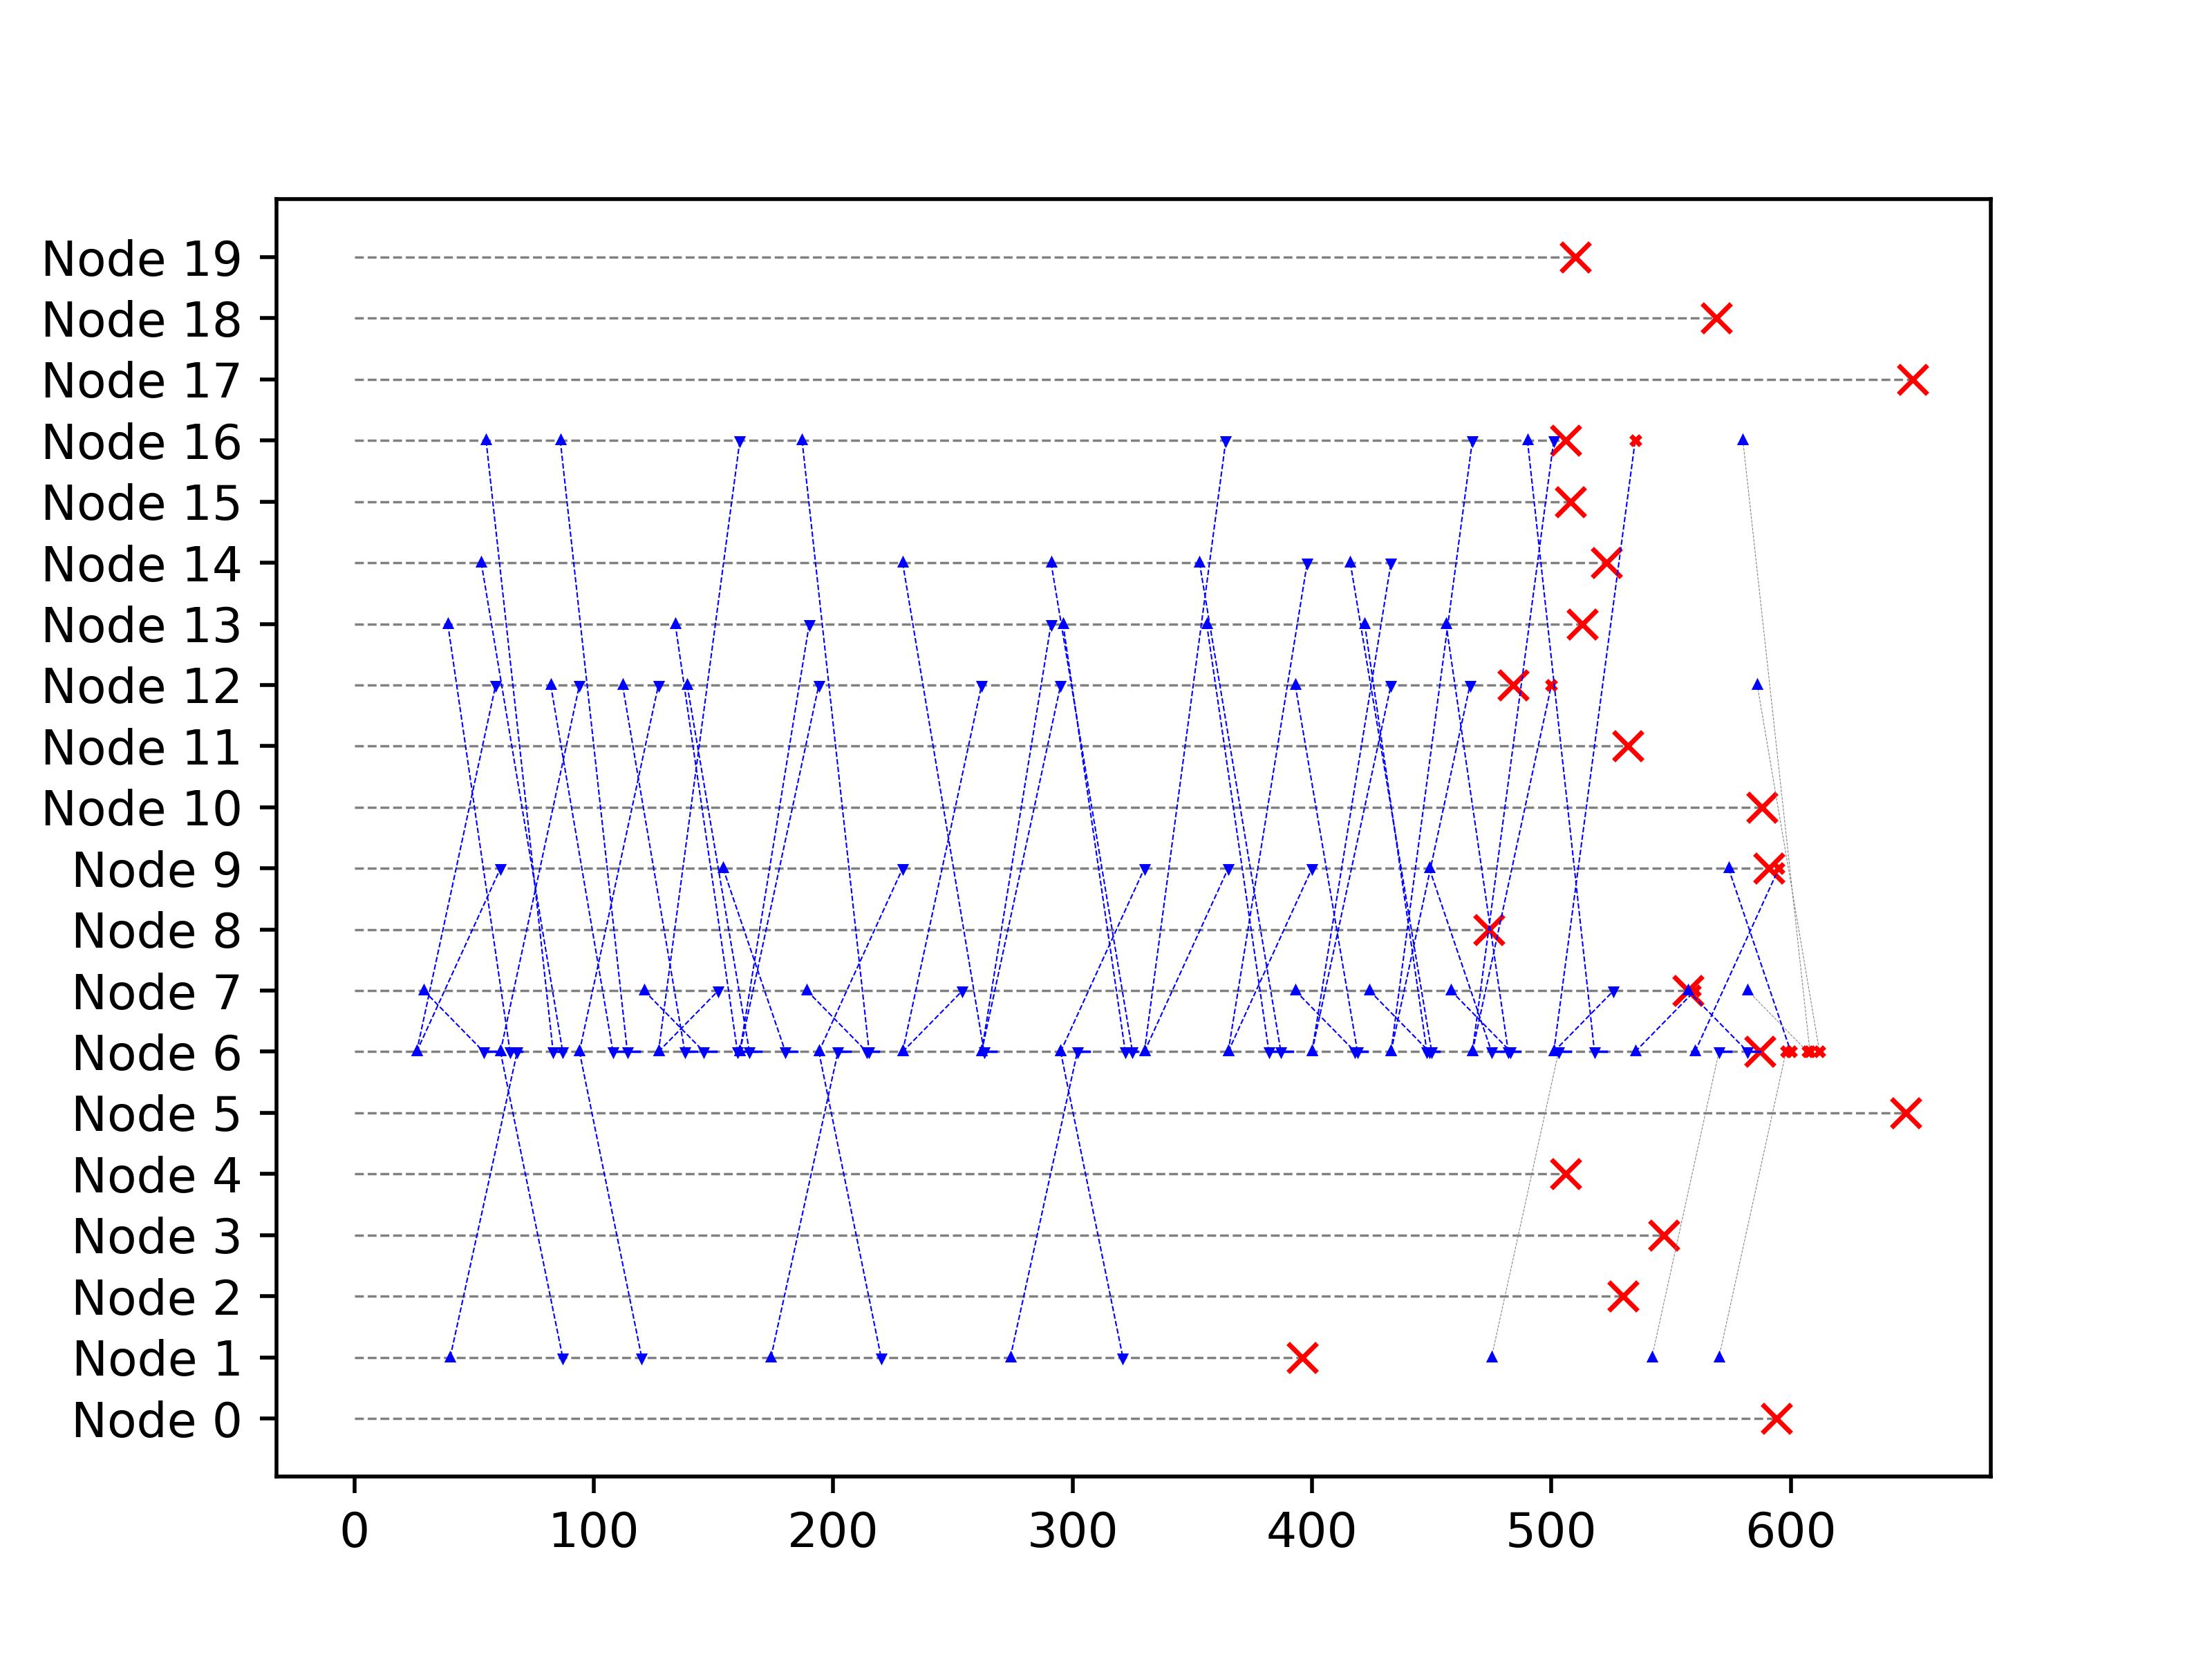 Node 19
Node 18
Node 17
Node 16
Node 15
Node 14
Node 13
Node 12
Node 11
Node 10
Node 9
Node 8
Node 7
Node 6
Node 5
Node 4
Node 3
Node 2
Node 1
Node 0
0 100 200 300 400 500 600